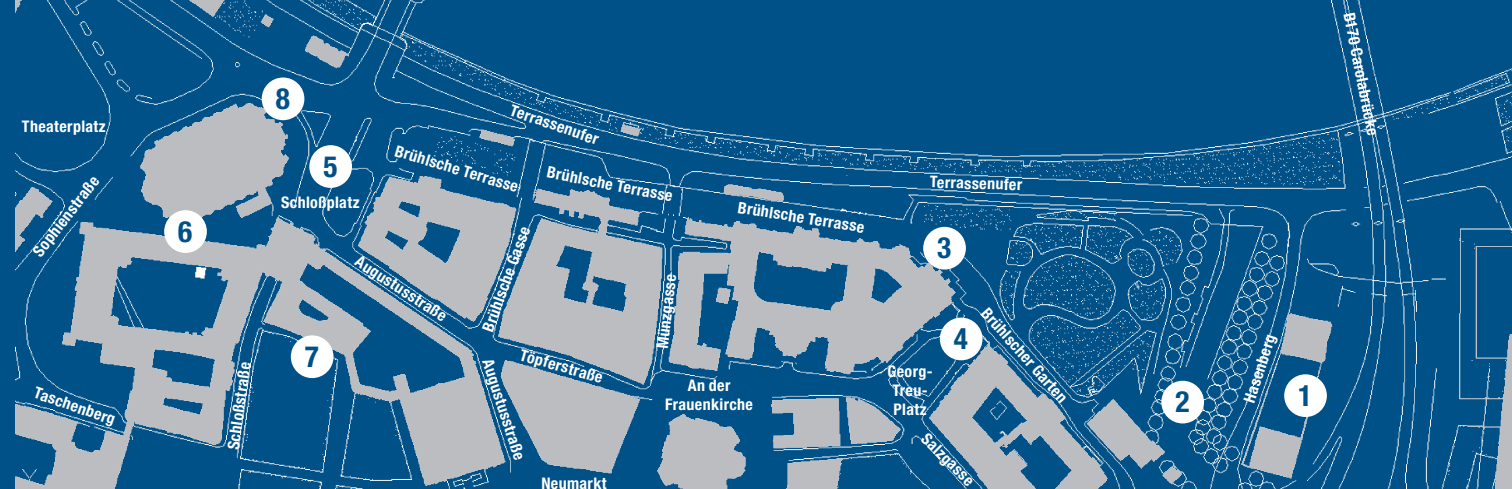 B170 Carolabrücke
8
Theaterplatz
Terrassenufer
5
Brühlsche Terrasse
Brühlsche Terrasse
Terrassenufer
Schloßplatz
Brühlsche Terrasse
Sophienstraße
6
3
Augustusstraße
Brühlsche Gasse
Münzgasse
Brühlscher Garten
4
7
Töpferstraße
Georg-
Treu-
Platz
Hasenberg
An der
Frauenkirche
1
2
Taschenberg
Schloßstraße
Augustusstraße
Salzgasse
Neumarkt